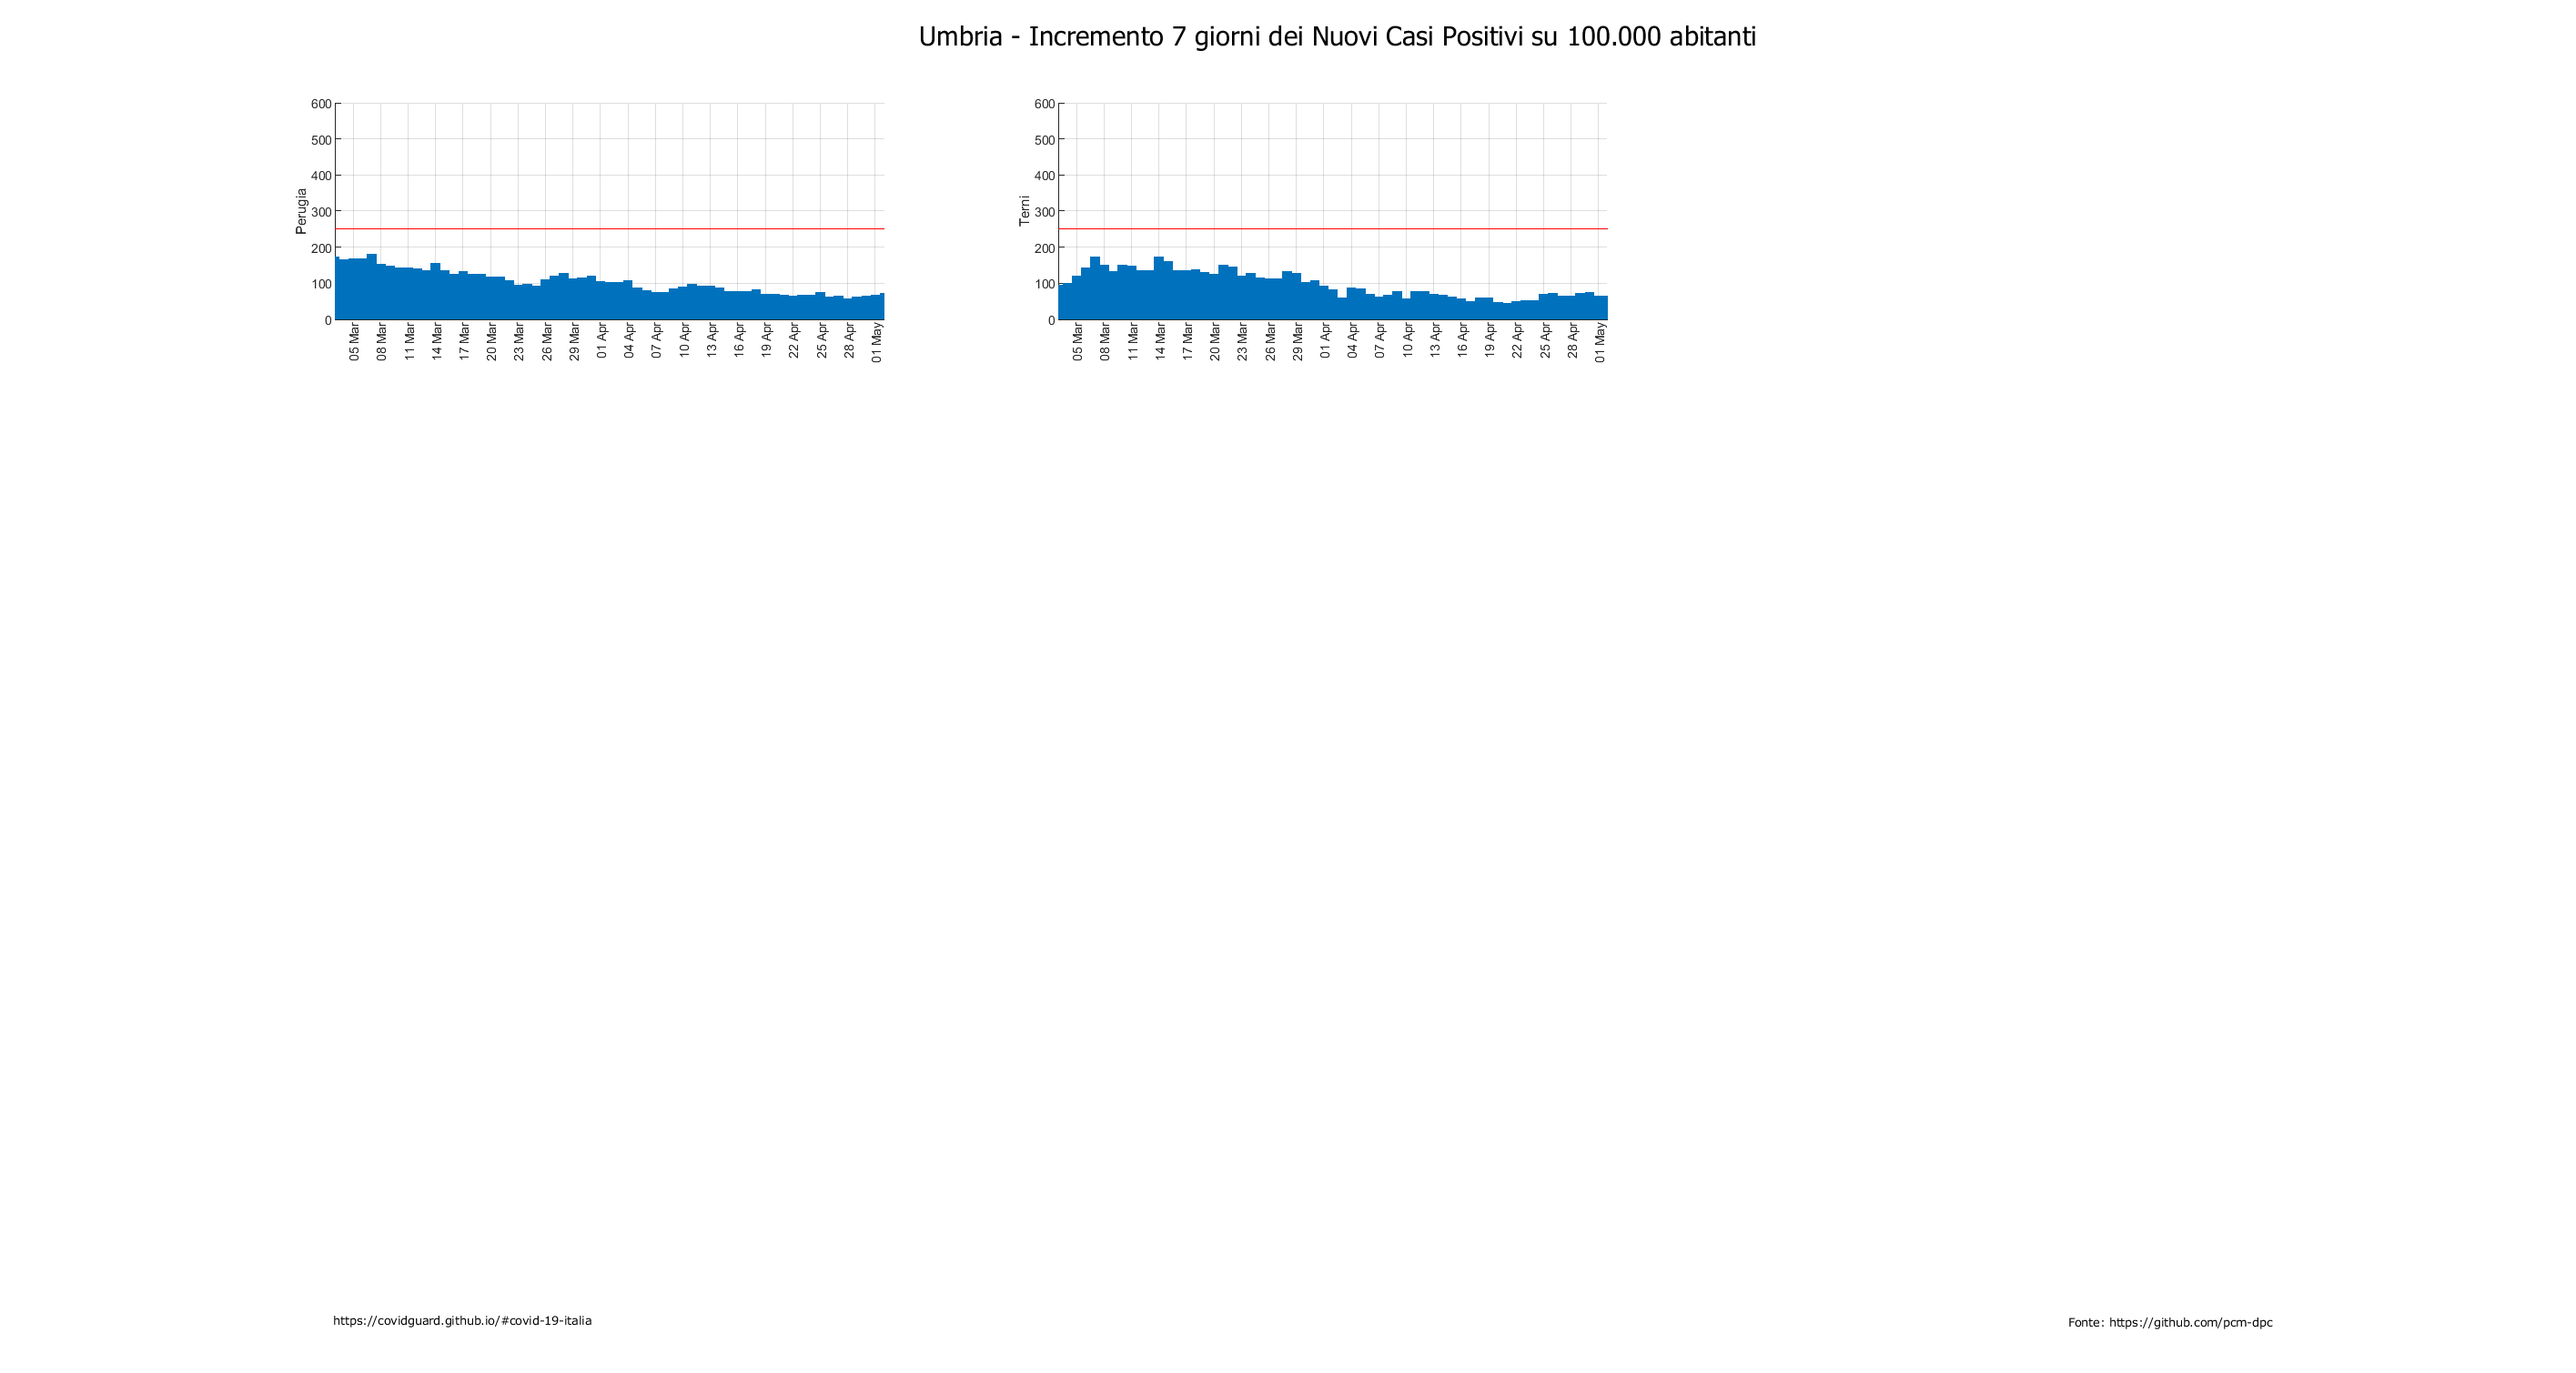 Umbria - Incremento 7 giorni dei Nuovi Casi Positivi su 100.000 abitanti
Perugia
600
500
400
300
200
100
0
05 Mar
08 Mar
11 Mar
14 Mar
17 Mar
20 Mar
23 Mar
26 Mar
29 Mar
01 Apr
04 Apr
07 Apr
10 Apr
13 Apr
16 Apr
19 Apr
22 Apr
25 Apr
28 Apr
01 May
Terni
600
500
400
300
200
100
0
05 Mar
08 Mar
11 Mar
14 Mar
17 Mar
20 Mar
23 Mar
26 Mar
29 Mar
01 Apr
04 Apr
07 Apr
10 Apr
13 Apr
16 Apr
19 Apr
22 Apr
25 Apr
28 Apr
01 May
https://covidguard.github.io/#covid-19-italia
Fonte: https://github.com/pcm-dpc